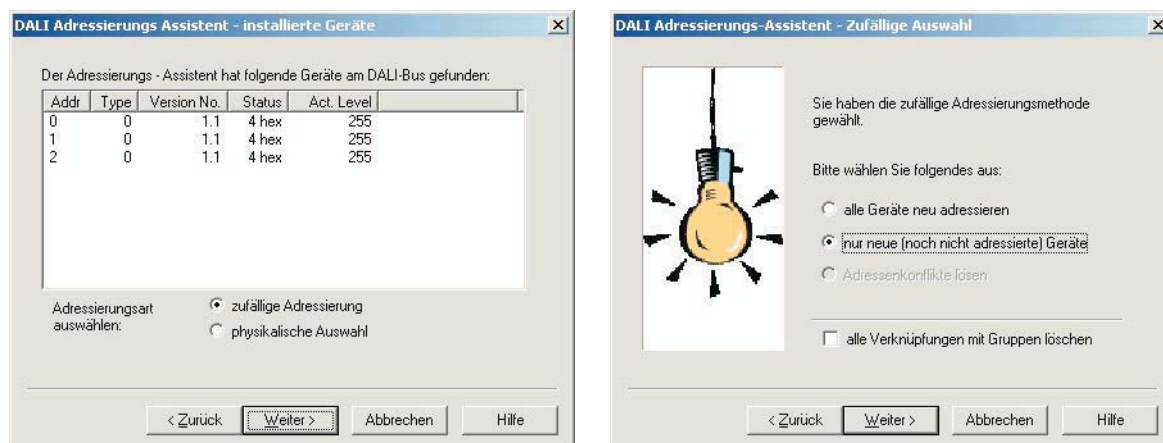 DALI Adressierungs Assistent - installierte Geräte
Der Adressierungs - Assistent hat folgende Geräte am DALI-Bus gefunden:
Addr Type Version No. Status Act. Level
0 0 1.1 4 hex 255
1 0 1.1 4 hex 255
2 0 1.1 4 hex 255
Adressierungsart
auswählen:
zufällige Adressierung
physikalische Auswahl
< Zurück Weiter > Abbrechen Hilfe
DALI Adressierungs-Assistent - Zufällige Auswahl
Sie haben die zufällige Adressierungsmethode
gewählt.
Bitte wählen Sie folgendes aus:
alle Geräte neu adressieren
nur neue (noch nicht adressierte) Geräte
Adressenkonflikte lösen
alle Verknüpfungen mit Gruppen löschen
< Zurück Weiter > Abbrechen Hilfe